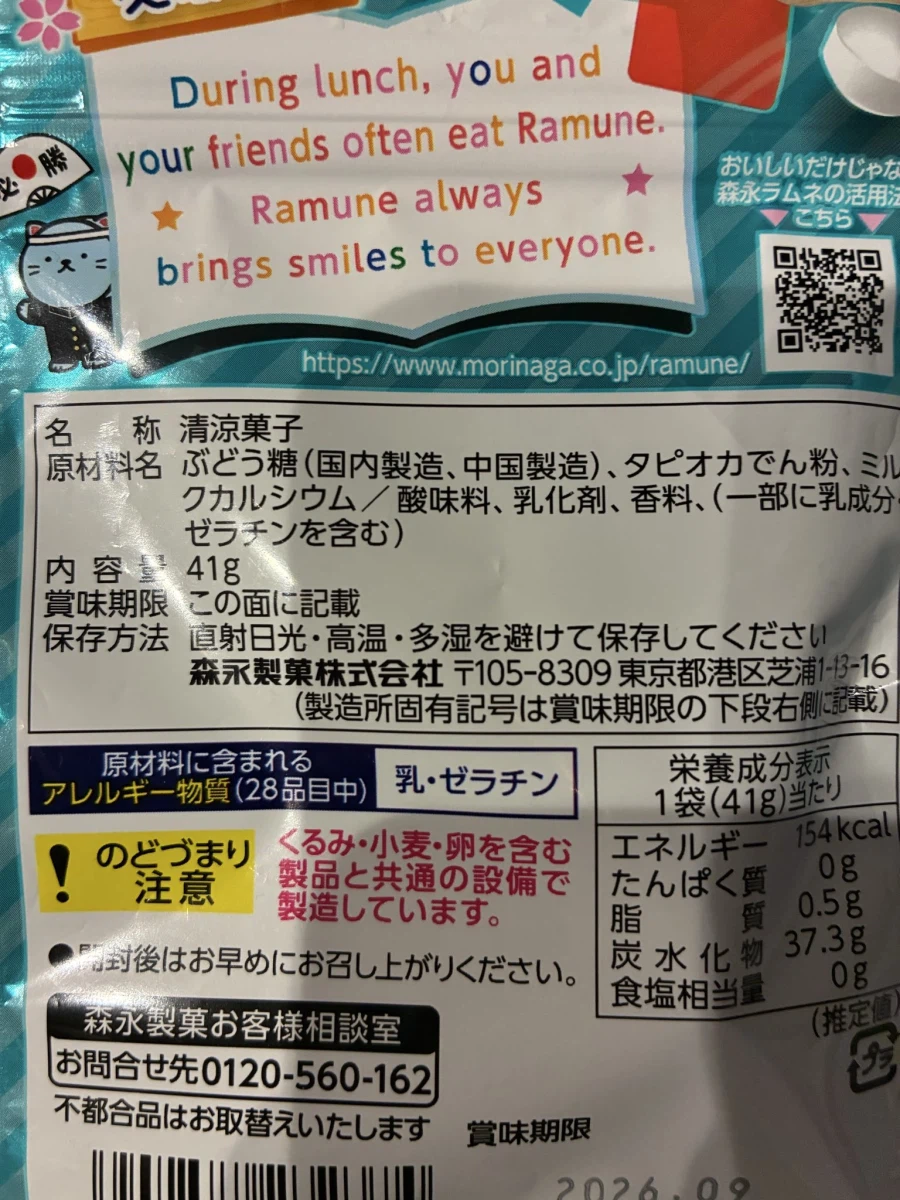 During lunch, you and
your friends often eat Ramune.
Ramune always
brings smiles to everyone.
必勝
おいしいだけじゃな
森永ラムネの活用法
こちら
https://www.morinaga.co.jp/ramune/
名称 清涼菓子
原材料名 ぶどう糖(国内製造、中国製造)、タピオカでん粉、ミル
クカルシウム／酸味料、乳化剤、香料、(一部に乳成分・
ゼラチンを含む)
内容量 41g
賞味期限 この面に記載
保存方法 直射日光・高温・多湿を避けて保存してください
森永製菓株式会社 〒105-8309 東京都港区芝浦1-13-16
(製造所固有記号は賞味期限の下段右側に記載)
原材料に含まれる
アレルギー物質(28品目中)
乳・ゼラチン
!のどづまり
注意
くるみ・小麦・卵を含む
製品と共通の設備で
製造しています。
●開封後はお早めにお召し上がりください。
栄養成分表示
1袋(41g)当たり
エネルギー 154kcal
たんぱく質 0g
脂質 0.5g
炭水化物 37.3g
食塩相当量 0g
(推定値)
プラ
森永製菓お客様相談室
お問合せ先0120-560-162
不都合品はお取替えいたします
賞味期限
2026.09